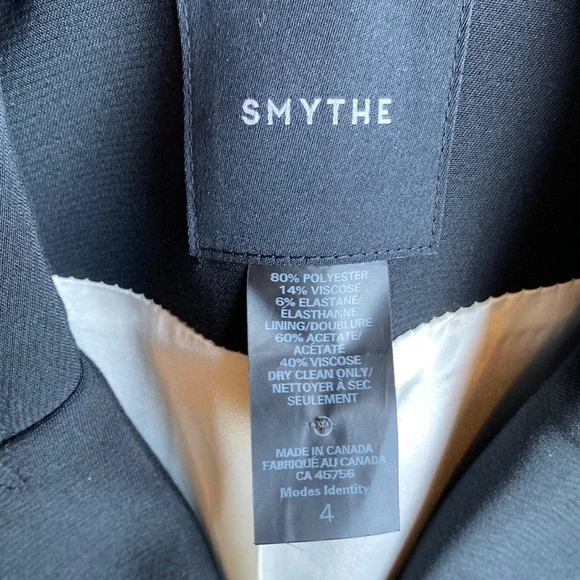 SMYTHE
80% POLYESTER
14% VISCOSE
6% ELASTANE/
ÉLASTHANNE
LINING/DOUBLURE
60% ACETATE/
ACÉTATE
40% VISCOSE
DRY CLEAN ONLY/
NETTOYER À SEC
SEULEMENT
MADE IN CANADA
FABRIQUÉ AU CANADA
CA 45756
Modes Identity
4